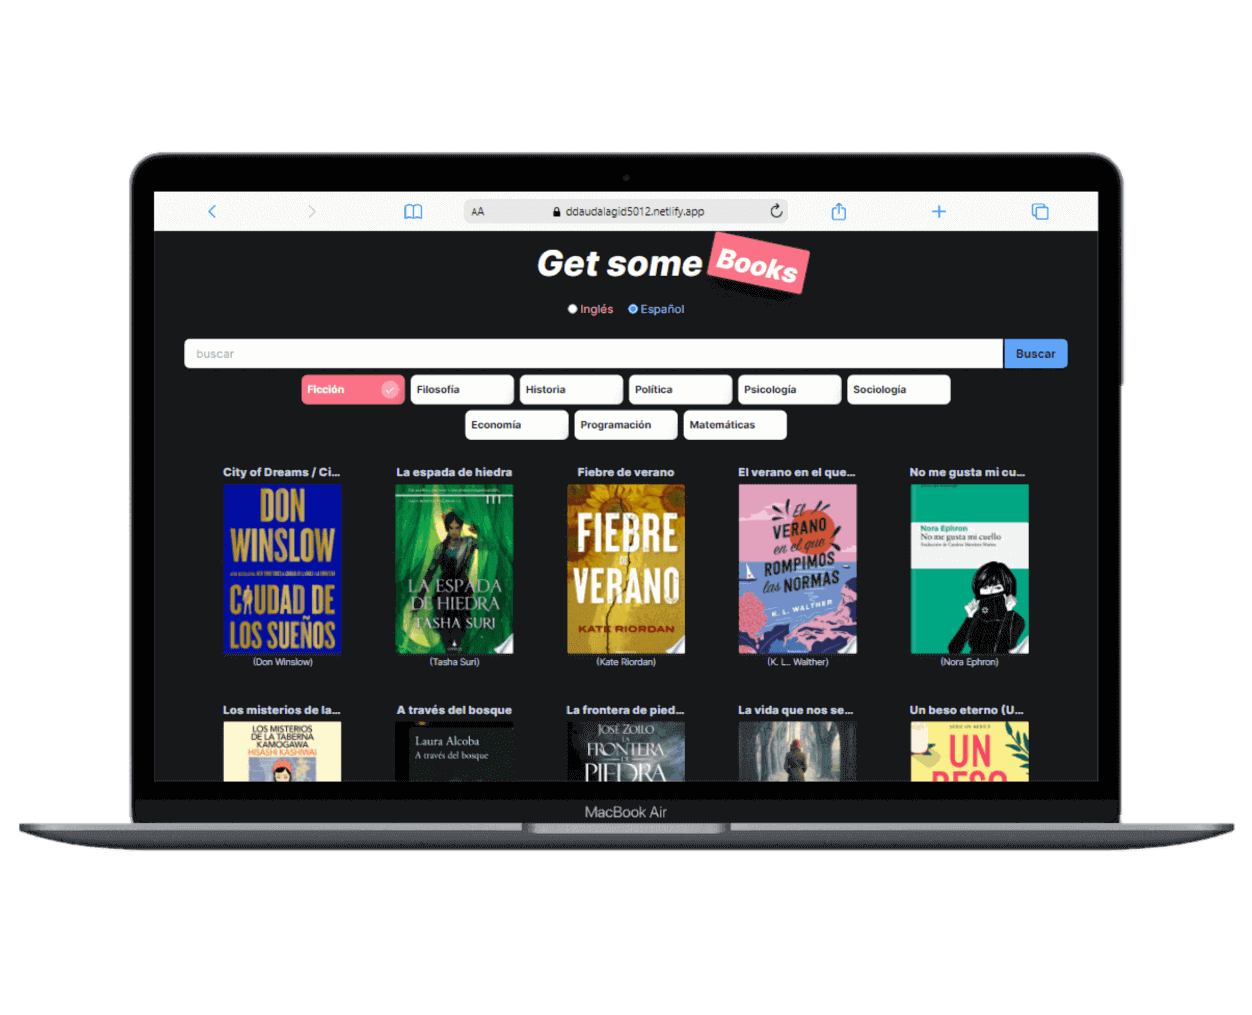 AA
ddaudalagid5012.netlify.app
Get some Books
Inglés
Español
buscar
Buscar
Ficción
Filosofía
Historia
Política
Psicología
Sociología
Economía
Programación
Matemáticas
City of Dreams / Ci...
La espada de hiedra
Fiebre de verano
El verano en el que...
No me gusta mi cu...
DON
WINSLOW
CIUDAD DE
LOS SUEÑOS
LA ESPADA
DE HIEDRA
TASHA SURI
FIEBRE
DE
VERANO
KATE RIORDAN
El
VERANO
en el que
ROMPIMOS
las NORMAS
K. L. WALTHER
Nora Ephron
No me gusta mi cuello
(Don Winslow)
(Tasha Suri)
(Kate Riordan)
(K. L. Walther)
(Nora Ephron)
Los misterios de la...
A través del bosque
La frontera de pied...
La vida que nos se...
Un beso eterno (U...
LOS MISTERIOS
DE LA TABERNA
KAMOGAWA
HISASHI KASHIWAI
Laura Alcoba
A través del bosque
JOSÉ ZOILO
LA
FRONTERA
DE
PIEDRA
UN
BESO
MacBook Air